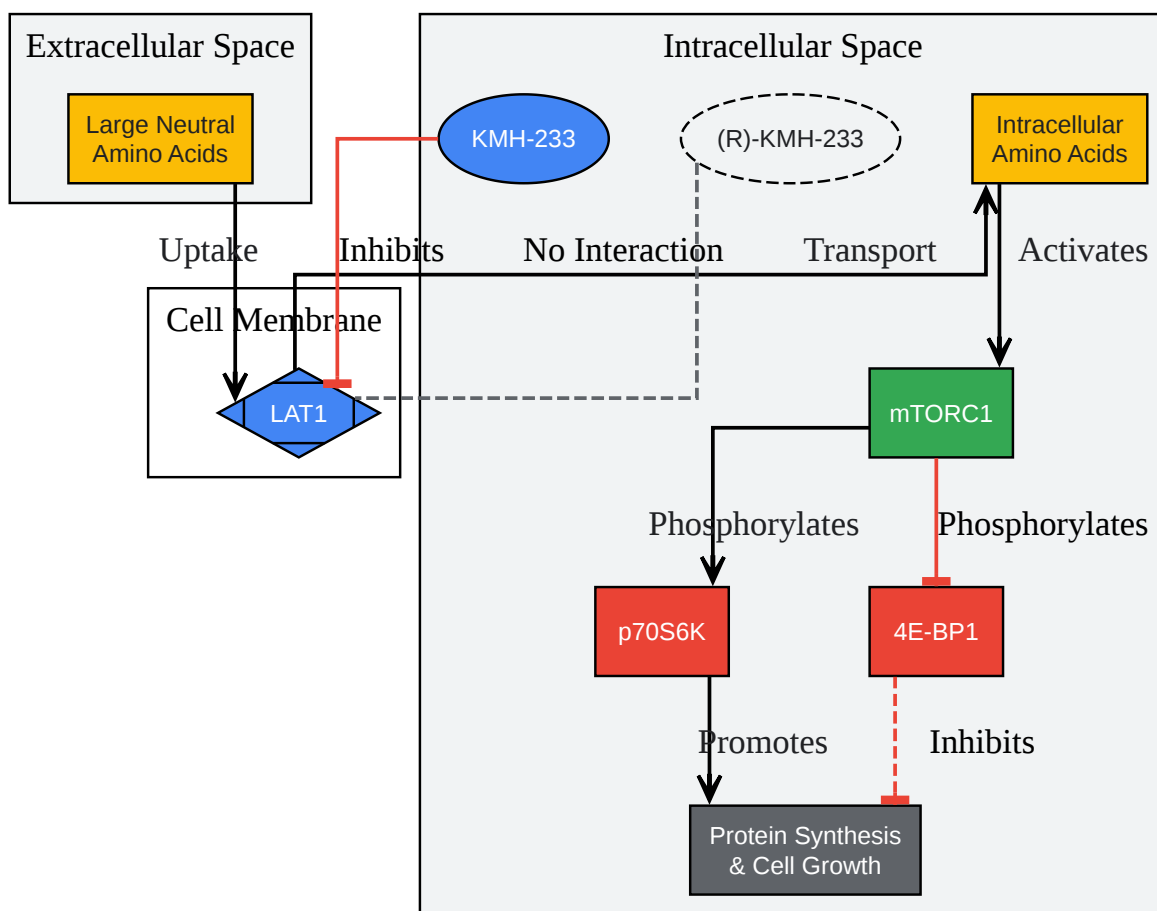 Extracellular Space
Intracellular Space
Large Neutral
Amino Acids
KMH-233
(R)-KMH-233
Intracellular
Amino Acids
Uptake
Inhibits
No Interaction
Transport
Activates
Cell Membrane
LAT1
mTORC1
Phosphorylates
Phosphorylates
p70S6K
4E-BP1
Promotes
Inhibits
Protein Synthesis
& Cell Growth